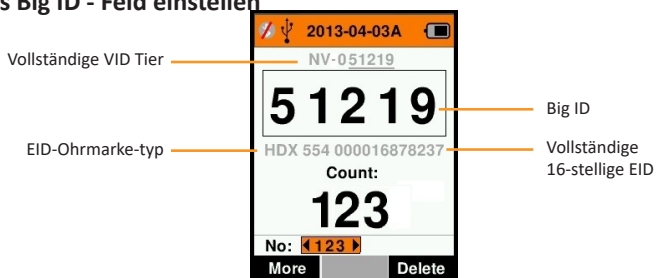 s Big ID - Feld einstellen
2013-04-03A
Vollständige VID Tier
NV-051219
51219
Big ID
EID-Ohrmarke-typ
HDX 554 000016878237
Vollständige
16-stellige EID
Count:
123
No: 123
More Delete